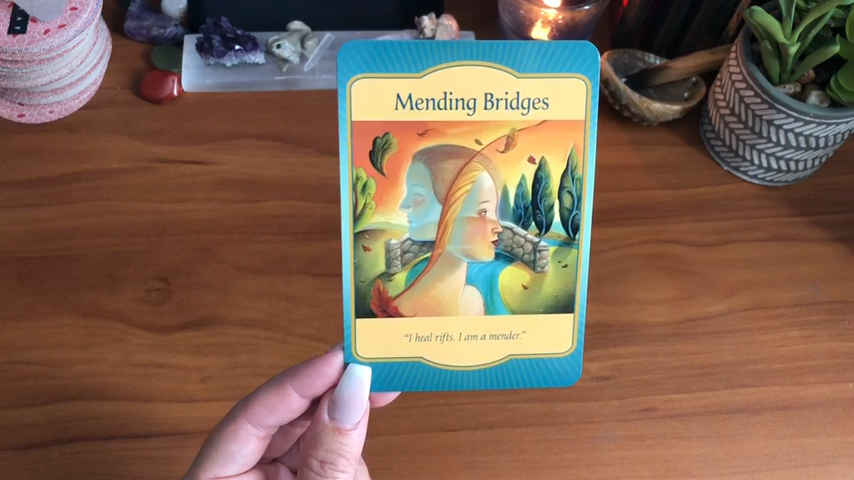 Mending Bridges
“I heal rifts. I am a mender.”